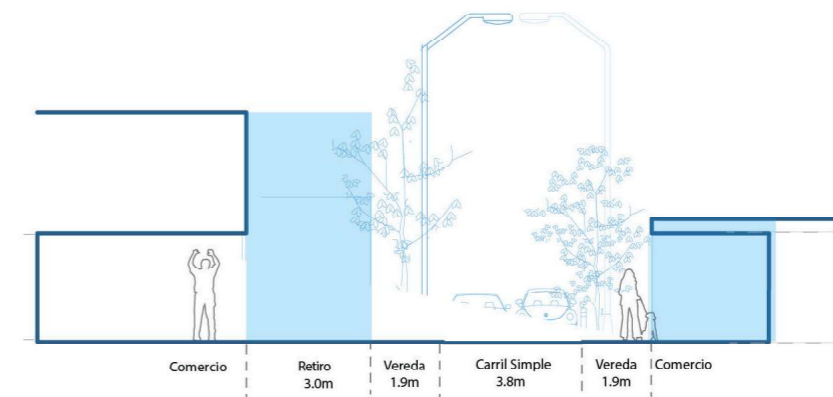 Comercio
Retiro
3.0m
Vereda
1.9m
Carril Simple
3.8m
Vereda
1.9m
Comercio